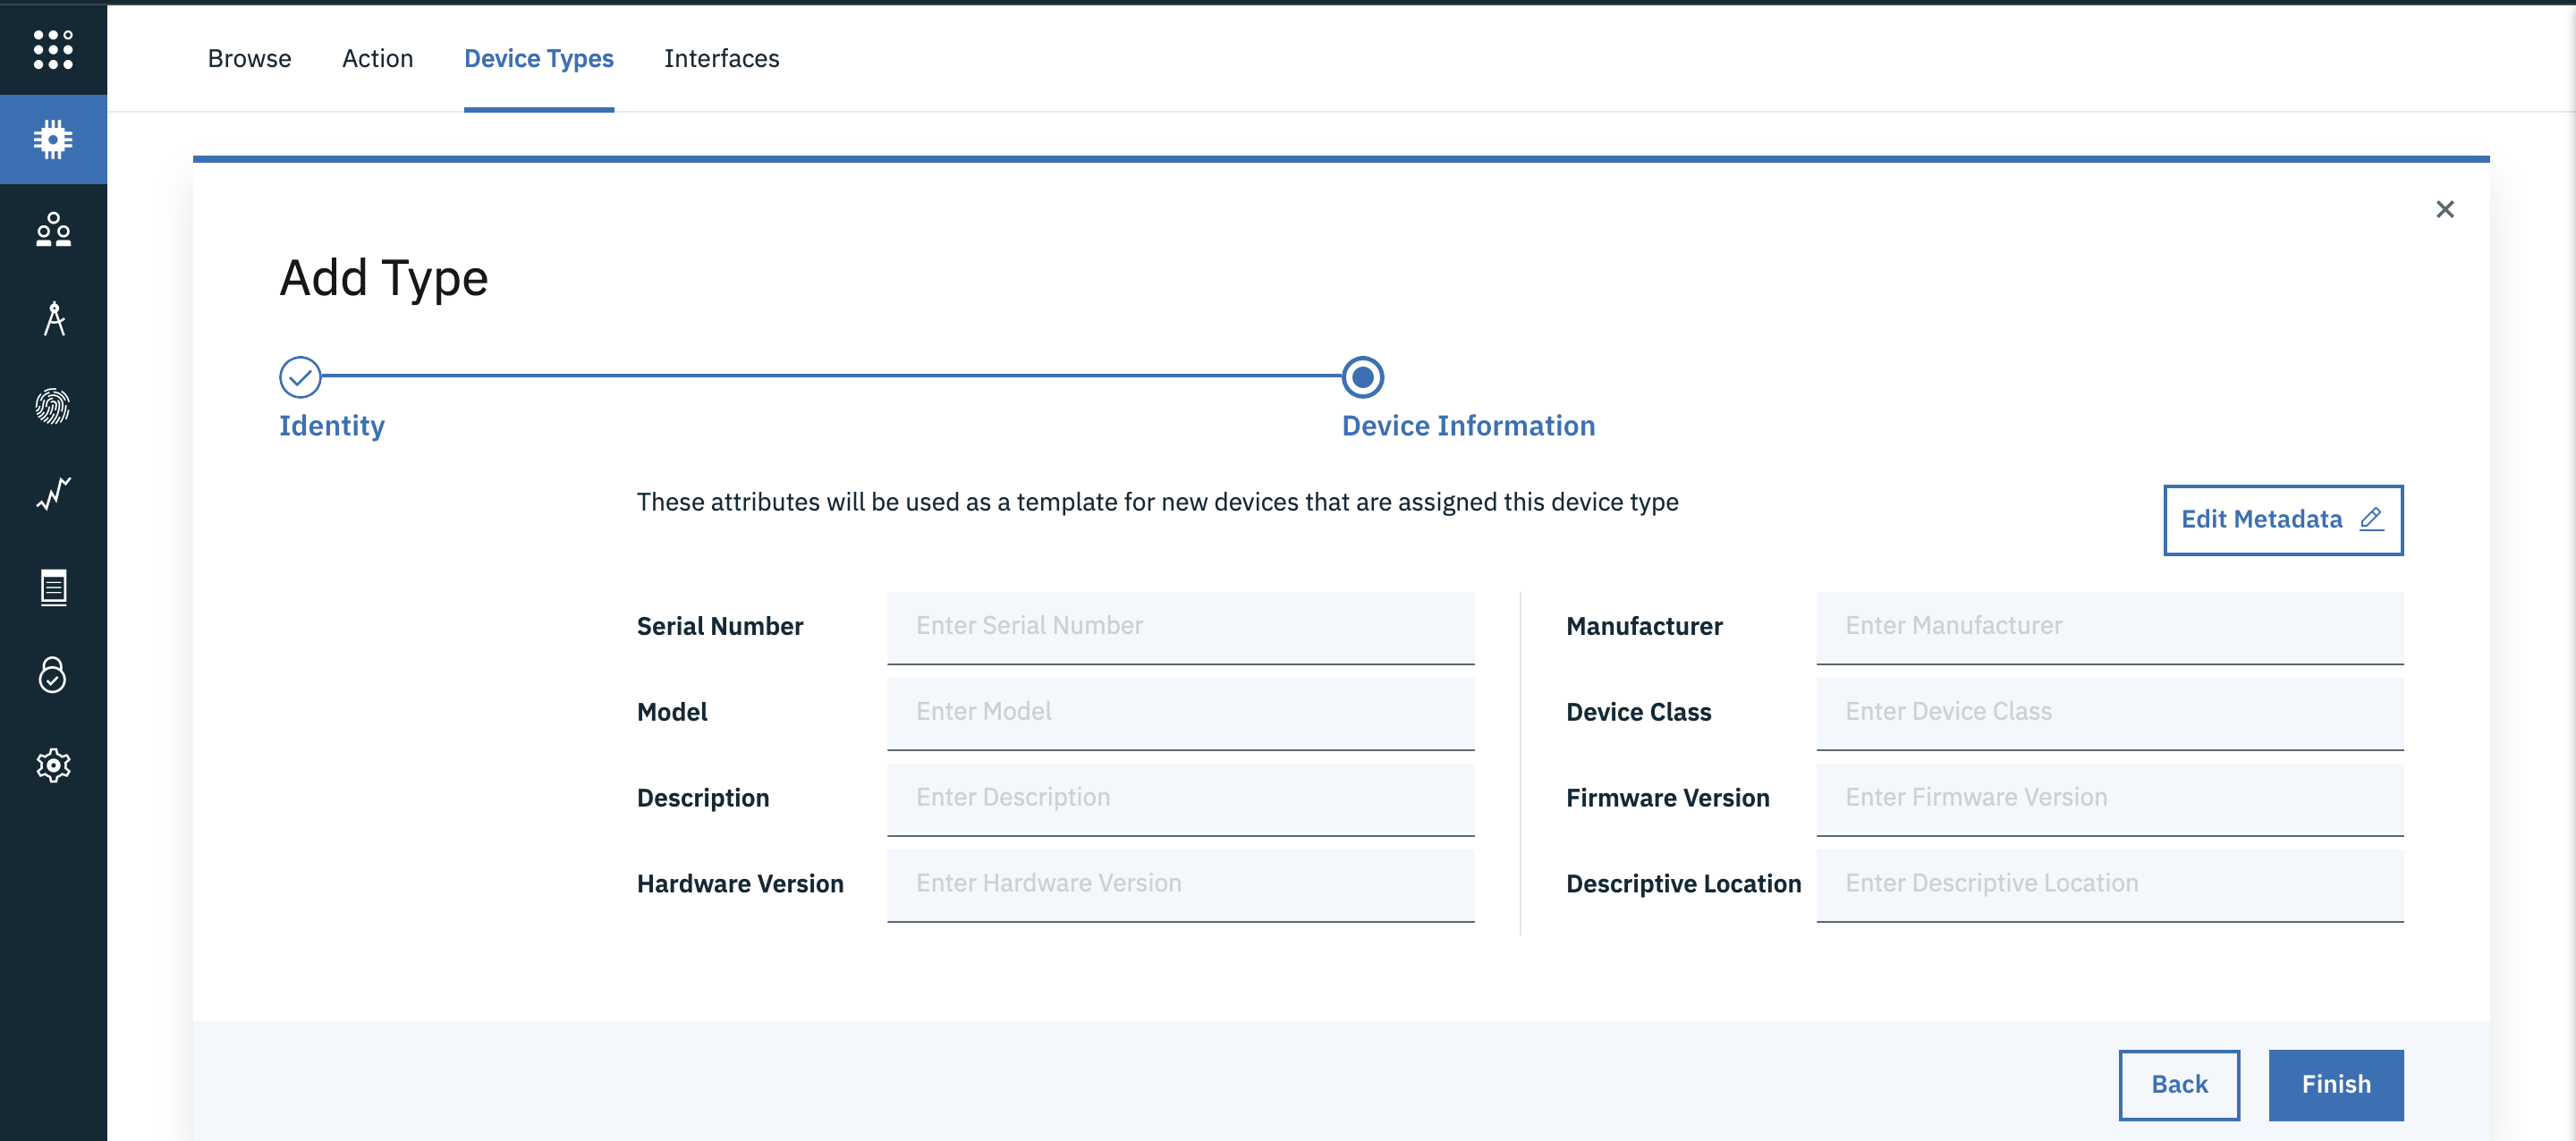 Browse Action Device Types Interfaces
Add Type
Identity Device Information
These attributes will be used as a template for new devices that are assigned this device type
Edit Metadata
Serial Number Enter Serial Number Manufacturer Enter Manufacturer
Model Enter Model Device Class Enter Device Class
Description Enter Description Firmware Version Enter Firmware Version
Hardware Version Enter Hardware Version Descriptive Location Enter Descriptive Location
Back Finish